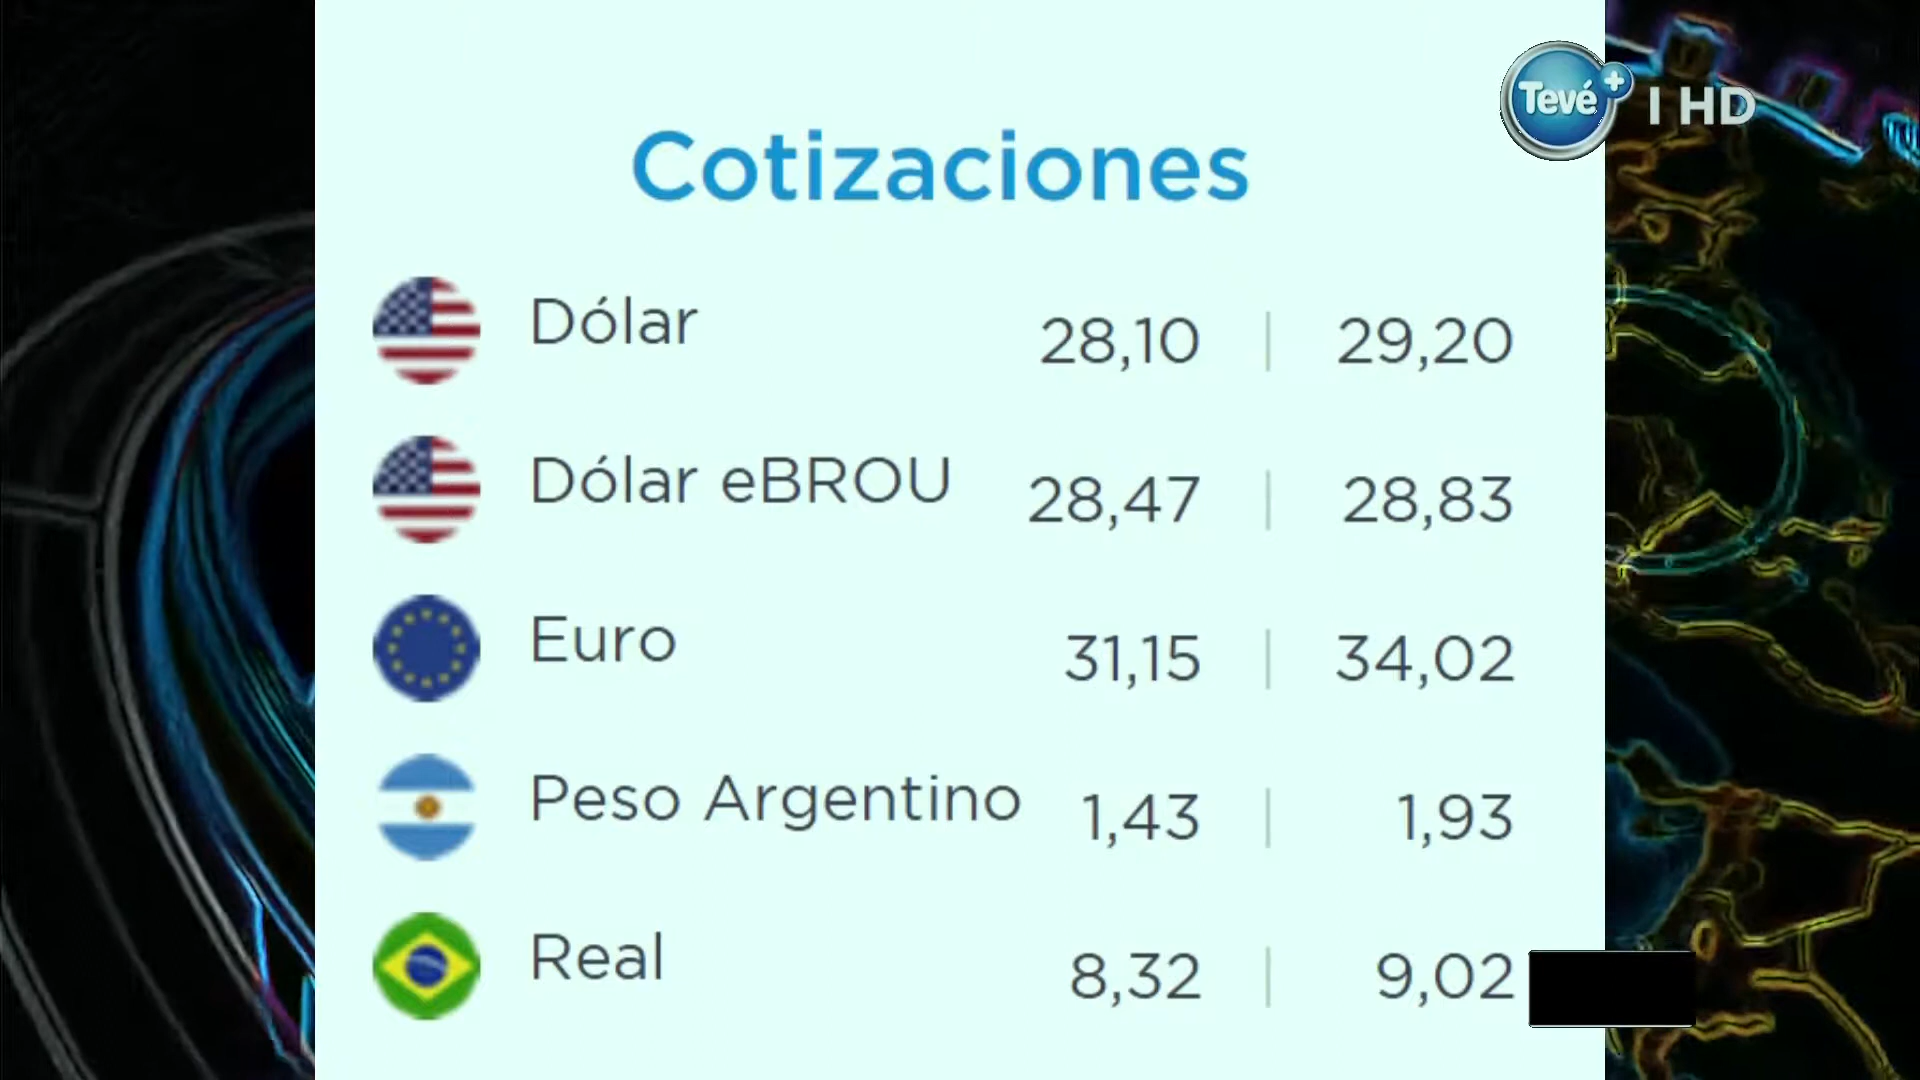 Tevé+ | HD
Cotizaciones
Dólar 28,10 | 29,20
Dólar eBROU 28,47 | 28,83
Euro 31,15 | 34,02
Peso Argentino 1,43 | 1,93
Real 8,32 | 9,02